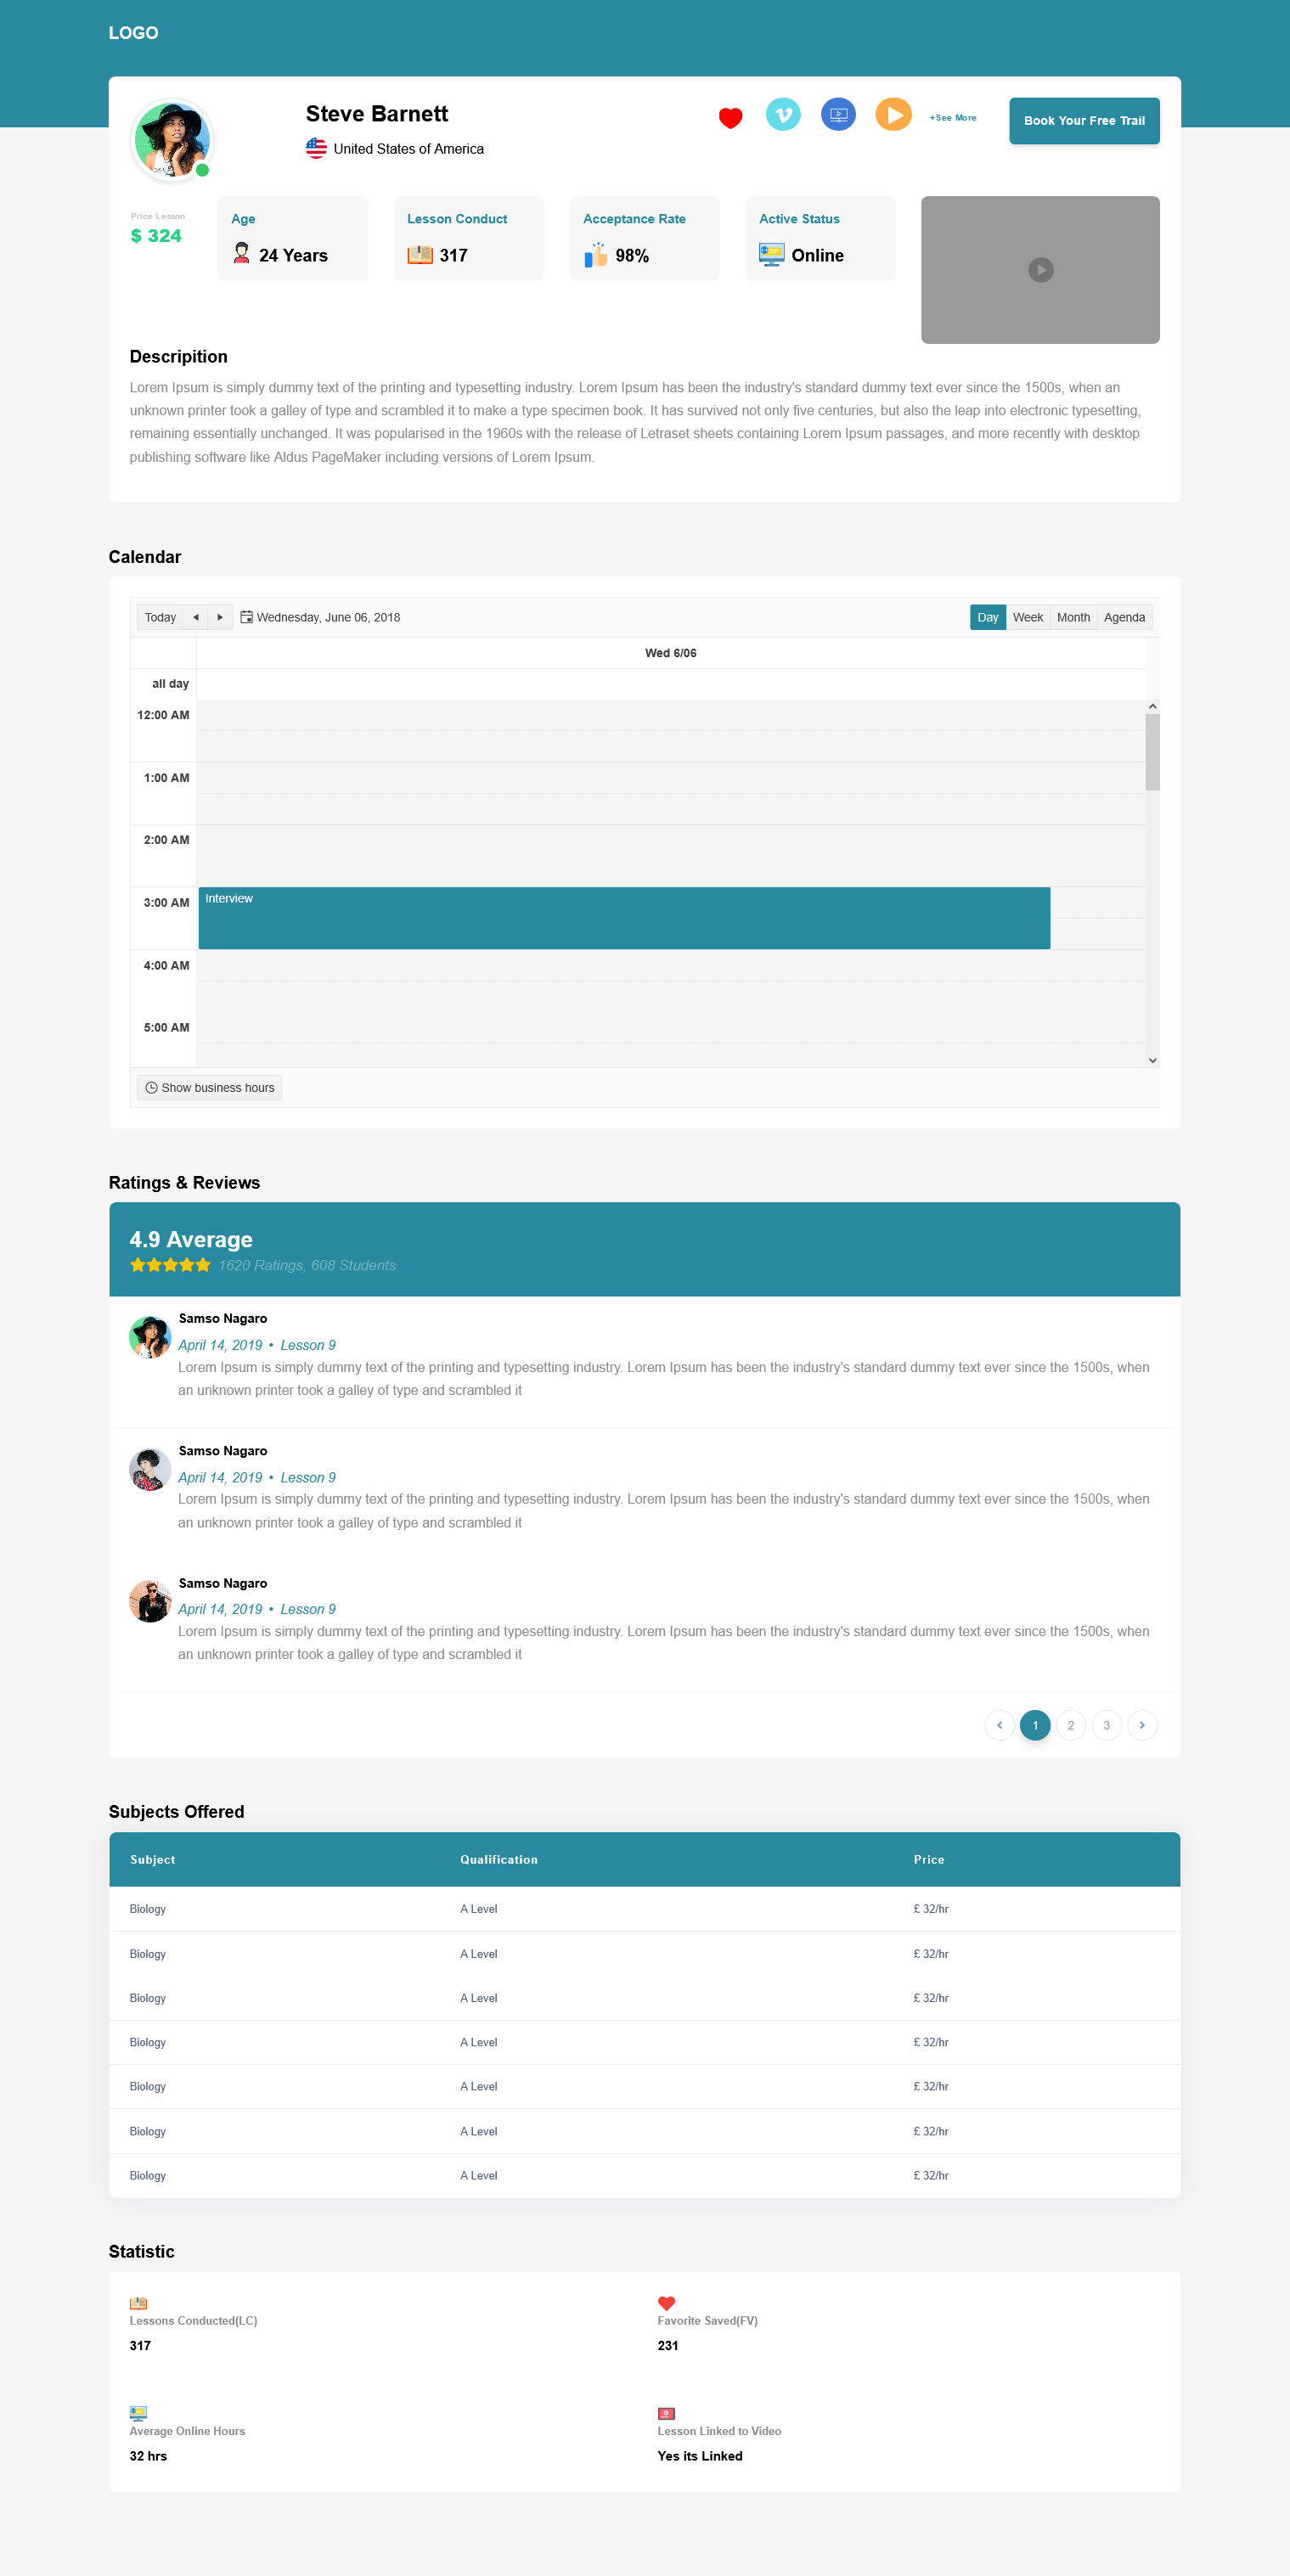 LOGO
Steve Barnett
United States of America
+See More
Book Your Free Trail
Price Lesson
$ 324
Age
24 Years
Lesson Conduct
317
Acceptance Rate
98%
Active Status
Online
Descripition
Lorem Ipsum is simply dummy text of the printing and typesetting industry. Lorem Ipsum has been the industry's standard dummy text ever since the 1500s, when an
unknown printer took a galley of type and scrambled it to make a type specimen book. It has survived not only five centuries, but also the leap into electronic typesetting,
remaining essentially unchanged. It was popularised in the 1960s with the release of Letraset sheets containing Lorem Ipsum passages, and more recently with desktop
publishing software like Aldus PageMaker including versions of Lorem Ipsum.
Calendar
Today Wednesday, June 06, 2018 Day Week Month Agenda
Wed 6/06
all day
12:00 AM
1:00 AM
2:00 AM
3:00 AM Interview
4:00 AM
5:00 AM
Show business hours
Ratings & Reviews
4.9 Average
1620 Ratings, 608 Students
Samso Nagaro
April 14, 2019 • Lesson 9
Lorem Ipsum is simply dummy text of the printing and typesetting industry. Lorem Ipsum has been the industry's standard dummy text ever since the 1500s, when
an unknown printer took a galley of type and scrambled it
Samso Nagaro
April 14, 2019 • Lesson 9
Lorem Ipsum is simply dummy text of the printing and typesetting industry. Lorem Ipsum has been the industry's standard dummy text ever since the 1500s, when
an unknown printer took a galley of type and scrambled it
Samso Nagaro
April 14, 2019 • Lesson 9
Lorem Ipsum is simply dummy text of the printing and typesetting industry. Lorem Ipsum has been the industry's standard dummy text ever since the 1500s, when
an unknown printer took a galley of type and scrambled it
1 2 3
Subjects Offered
Subject Qualification Price
Biology A Level £ 32/hr
Biology A Level £ 32/hr
Biology A Level £ 32/hr
Biology A Level £ 32/hr
Biology A Level £ 32/hr
Biology A Level £ 32/hr
Biology A Level £ 32/hr
Statistic
Lessons Conducted(LC)
317
Favorite Saved(FV)
231
Average Online Hours
32 hrs
Lesson Linked to Video
Yes its Linked